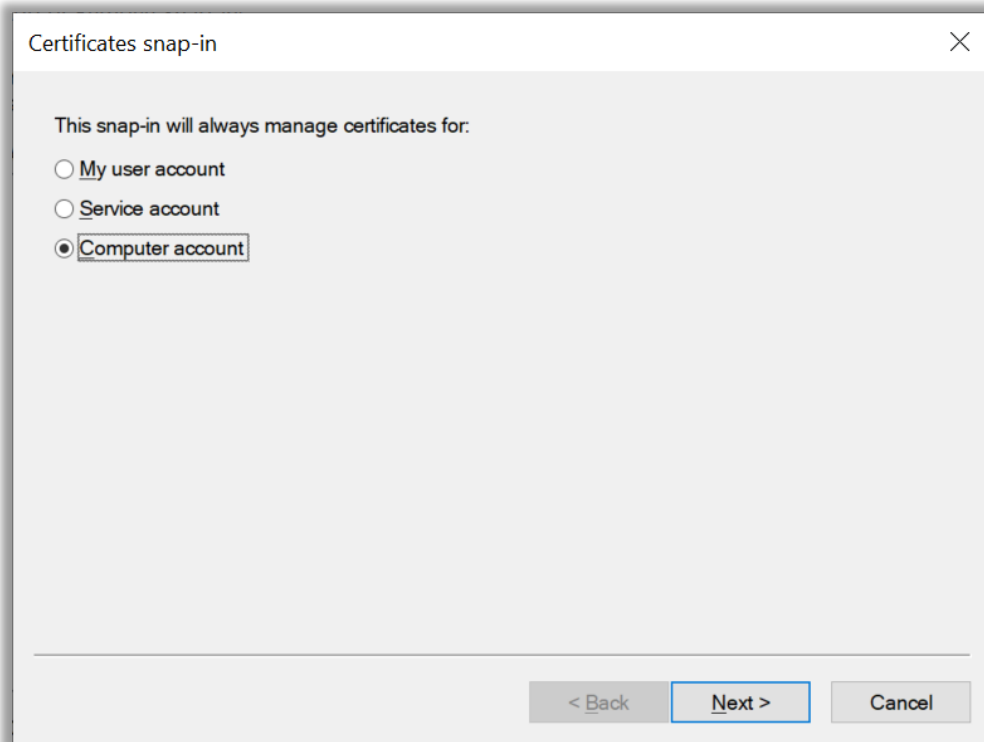 Certificates snap-in
This snap-in will always manage certificates for:
My user account
Service account
Computer account
< Back
Next >
Cancel